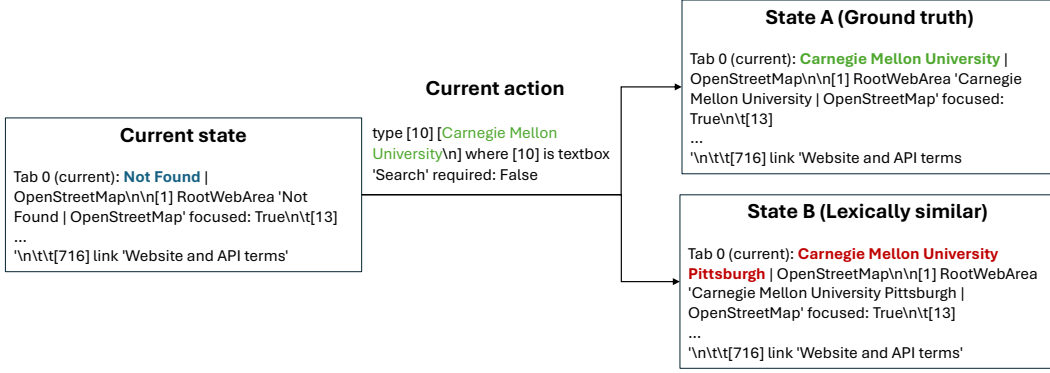 Current state
Tab 0 (current): Not Found |
OpenStreetMap\n\n[1] RootWebArea 'Not
Found | OpenStreetMap' focused: True\n\t[13]
...
'\n\t\t[716] link 'Website and API terms'
Current action
type [10] [Carnegie Mellon
University\n] where [10] is textbox
'Search' required: False
State A (Ground truth)
Tab 0 (current): Carnegie Mellon University |
OpenStreetMap\n\n[1] RootWebArea 'Carnegie
Mellon University | OpenStreetMap' focused:
True\n\t[13]
...
'\n\t\t[716] link 'Website and API terms
State B (Lexically similar)
Tab 0 (current): Carnegie Mellon University
Pittsburgh | OpenStreetMap\n\n[1] RootWebArea
'Carnegie Mellon University Pittsburgh |
OpenStreetMap' focused: True\n\t[13]
...
'\n\t\t[716] link 'Website and API terms'